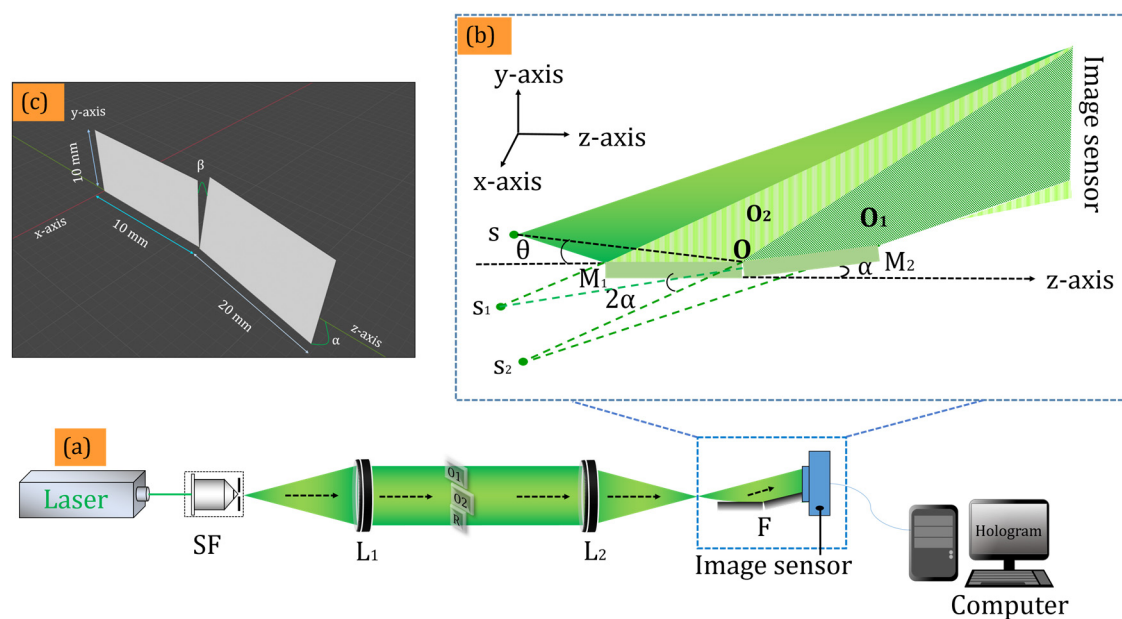 (b)
y-axis
z-axis
x-axis
s
θ
M1
s1
2α
s2
O2
O
O1
M2
α
z-axis
Image sensor
(c)
y-axis
10 mm
β
x-axis
10 mm
20 mm
z-axis
α
(a)
Laser
SF
L1
O1
O2
R
L2
F
Image sensor
Hologram
Computer